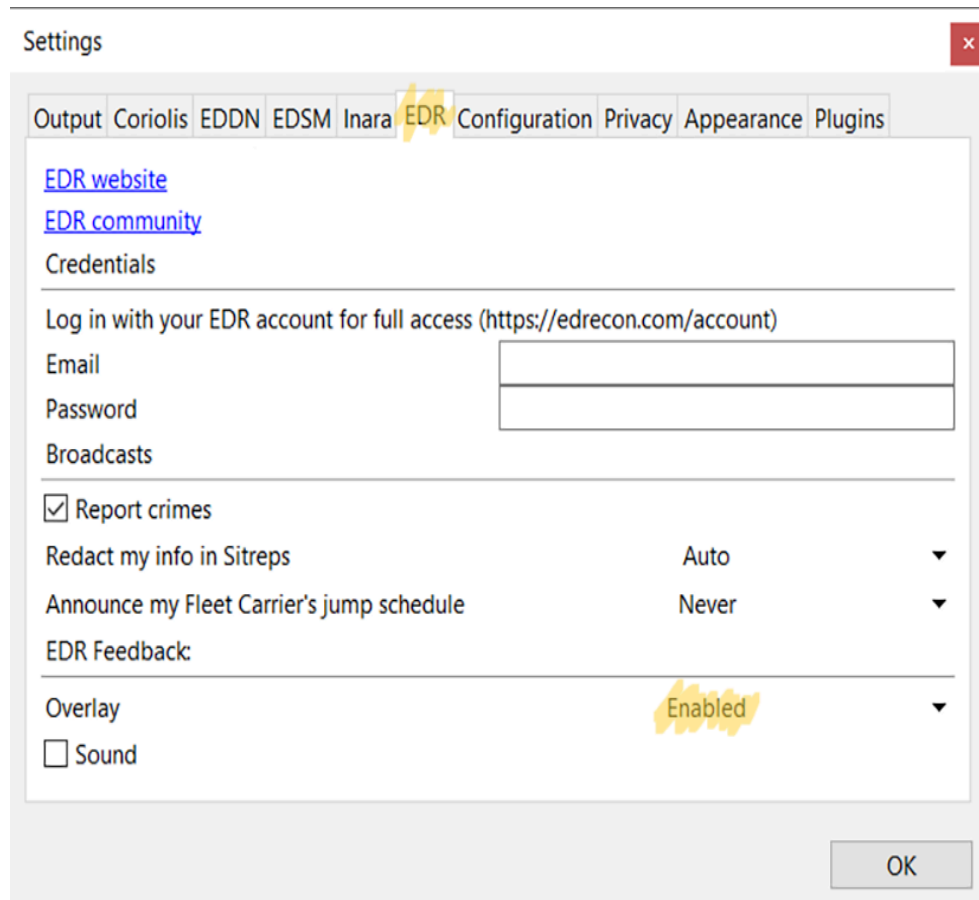 Settings
x
Output Coriolis EDDN EDSM Inara EDR Configuration Privacy Appearance Plugins
EDR website
EDR community
Credentials
Log in with your EDR account for full access (https://edrecon.com/account)
Email
Password
Broadcasts
Report crimes
Redact my info in Sitreps Auto
Announce my Fleet Carrier's jump schedule Never
EDR Feedback:
Overlay Enabled
Sound
OK